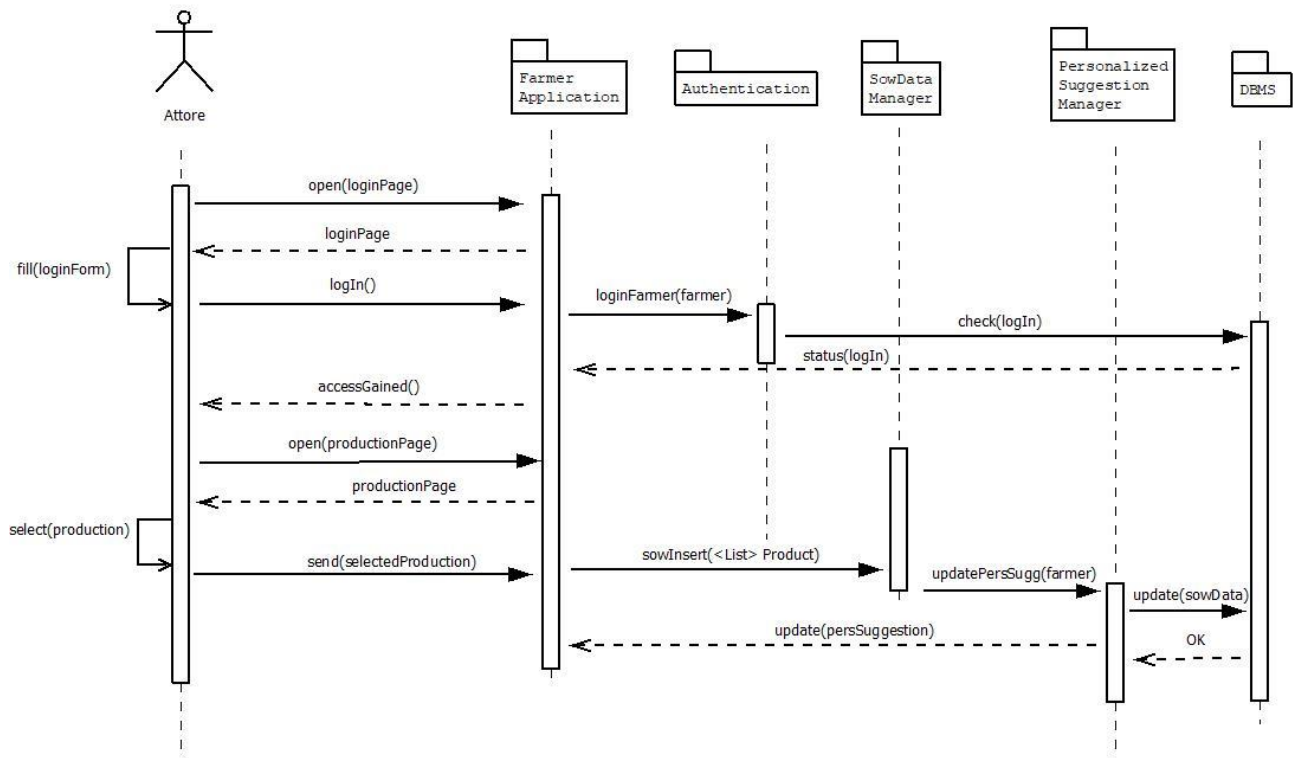 Attore
Farmer
Application
Authentication
SowData
Manager
Personalized
Suggestion
Manager
DBMS
open(loginPage)
loginPage
fill(loginForm)
logIn()
loginFarmer(farmer)
check(logIn)
status(logIn)
accessGained()
open(productionPage)
productionPage
select(production)
send(selectedProduction)
sowInsert(<List> Product)
updatePersSugg(farmer)
update(sowData)
update(persSuggestion)
OK